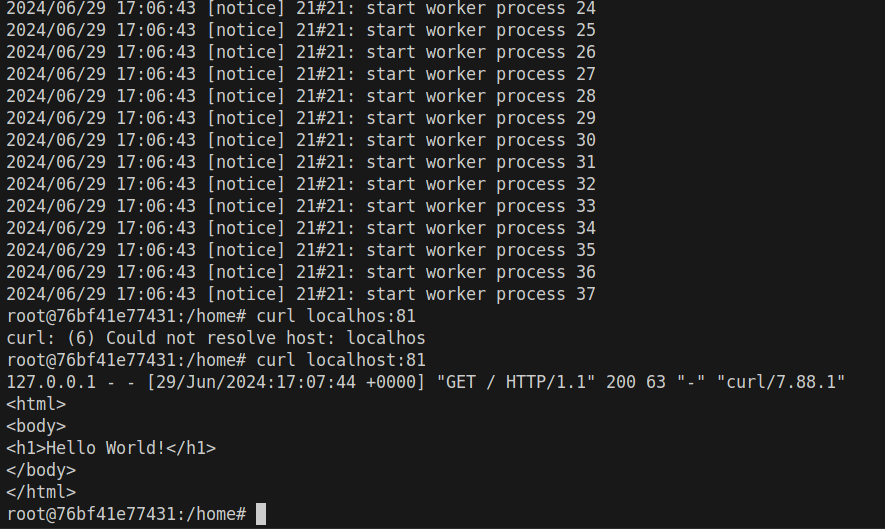 2024/06/29 17:06:43 [notice] 21#21: start worker process 24
2024/06/29 17:06:43 [notice] 21#21: start worker process 25
2024/06/29 17:06:43 [notice] 21#21: start worker process 26
2024/06/29 17:06:43 [notice] 21#21: start worker process 27
2024/06/29 17:06:43 [notice] 21#21: start worker process 28
2024/06/29 17:06:43 [notice] 21#21: start worker process 29
2024/06/29 17:06:43 [notice] 21#21: start worker process 30
2024/06/29 17:06:43 [notice] 21#21: start worker process 31
2024/06/29 17:06:43 [notice] 21#21: start worker process 32
2024/06/29 17:06:43 [notice] 21#21: start worker process 33
2024/06/29 17:06:43 [notice] 21#21: start worker process 34
2024/06/29 17:06:43 [notice] 21#21: start worker process 35
2024/06/29 17:06:43 [notice] 21#21: start worker process 36
2024/06/29 17:06:43 [notice] 21#21: start worker process 37
root@76bf41e77431:/home# curl localhos:81
curl: (6) Could not resolve host: localhos
root@76bf41e77431:/home# curl localhost:81
127.0.0.1 - - [29/Jun/2024:17:07:44 +0000] "GET / HTTP/1.1" 200 63 "-" "curl/7.88.1"
<html>
<body>
<h1>Hello World!</h1>
</body>
</html>
root@76bf41e77431:/home#